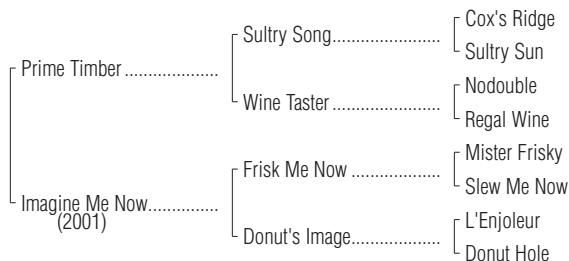 Cox's Ridge
Sultry Song........................
Sultry Sun
Prime Timber ....................
Nodouble
Wine Taster ........................
Regal Wine
Mister Frisky
Frisk Me Now ....................
Slew Me Now
Imagine Me Now...............
(2001)
L'Enjoleur
Donut's Image....................
Donut Hole